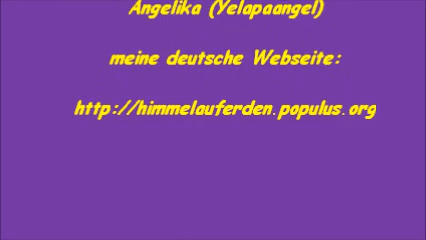 Angelika (Yelapaangel)
meine deutsche Webseite:
http://himmelauferden.populus.org